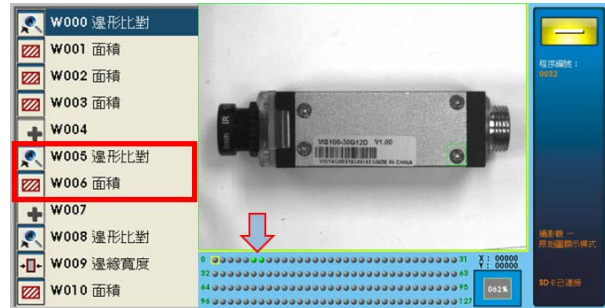 W000 邊形比對
W001 面積
W002 面積
W003 面積
W004
W005 邊形比對
W006 面積
W007
W008 邊形比對
W009 邊緣寬度
W010 面積
8mm IR
VIS100-30G12D V1.00
MADE IN CHINA
0 31
32 63
64 95
96 127
X : 00000
Y : 00000
062%
程序編號：
0032
攝影機 一
原始圖顯示模式
SD卡已連接